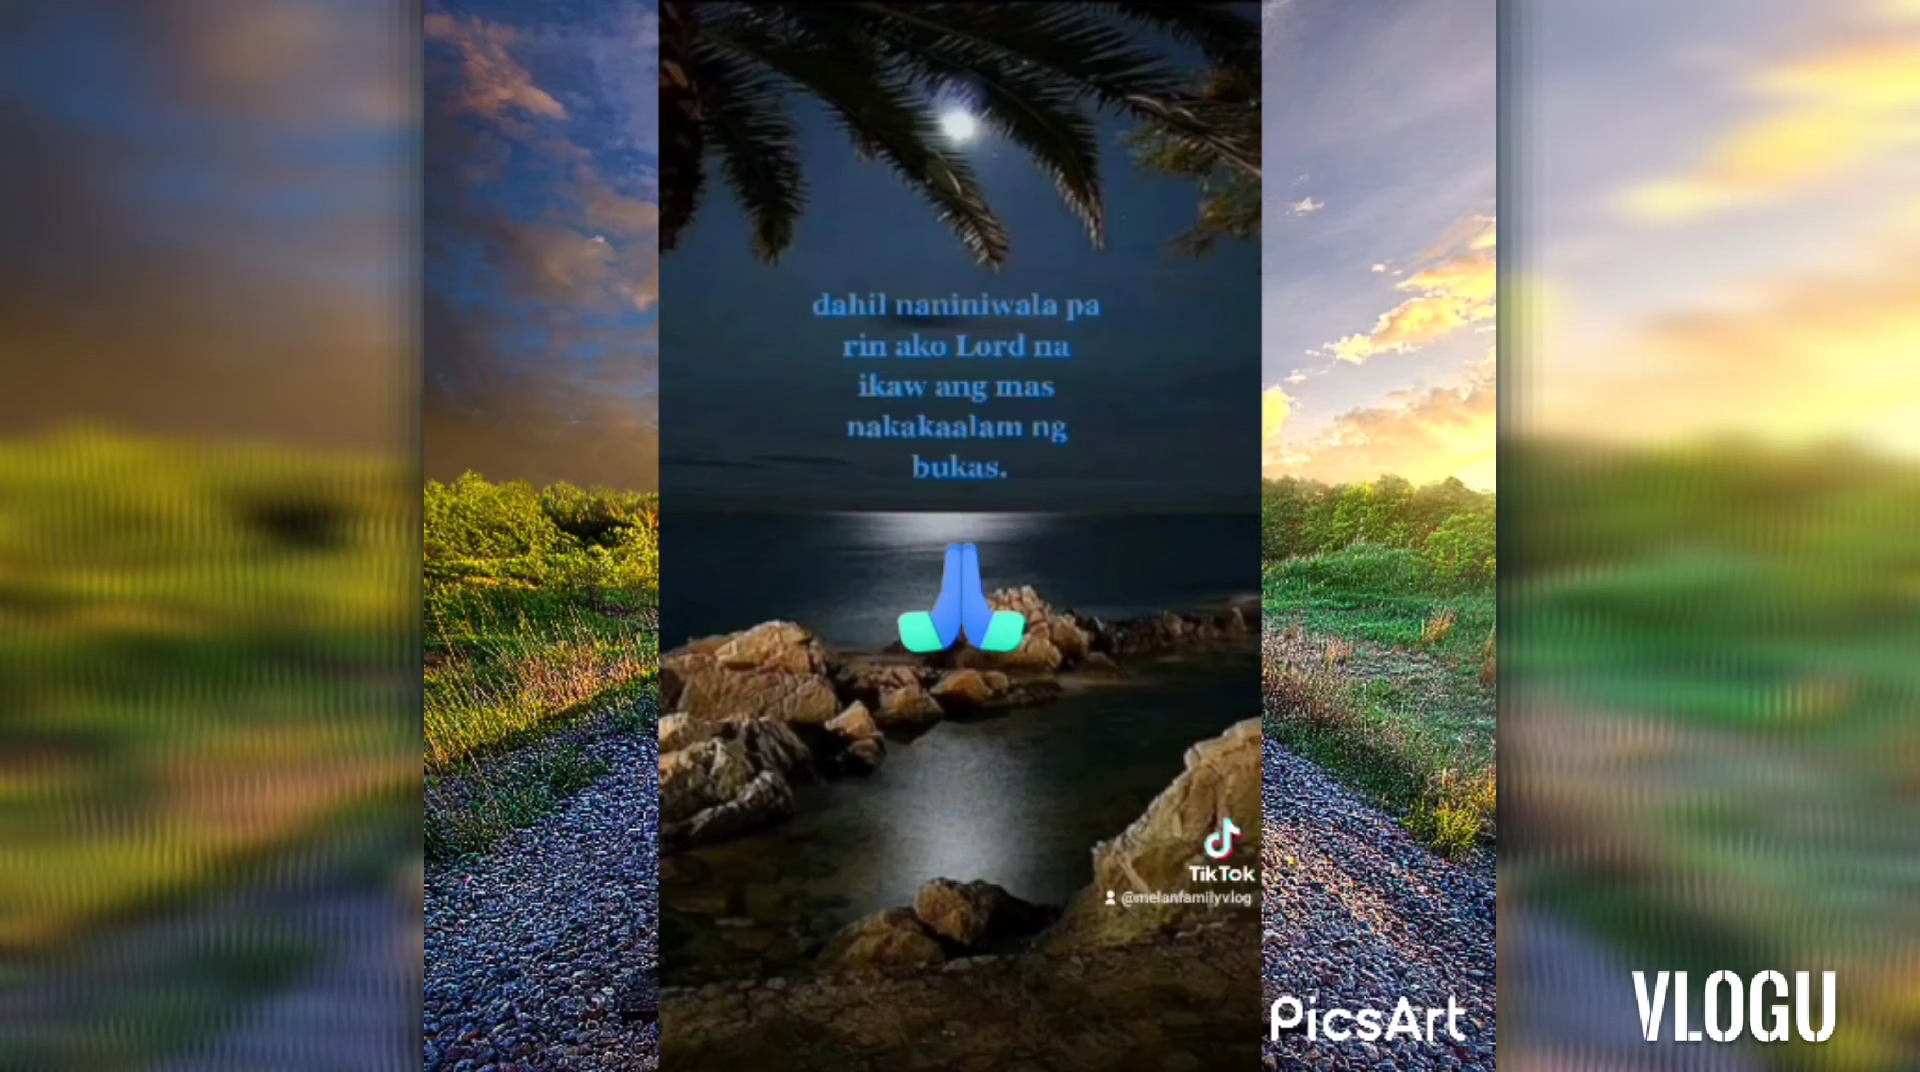 dahil naniniwala pa
rin ako Lord na
ikaw ang mas
nakakaalam ng
bukas.
TikTok
@melanfamilyvlog
PicsArt
VLOGU